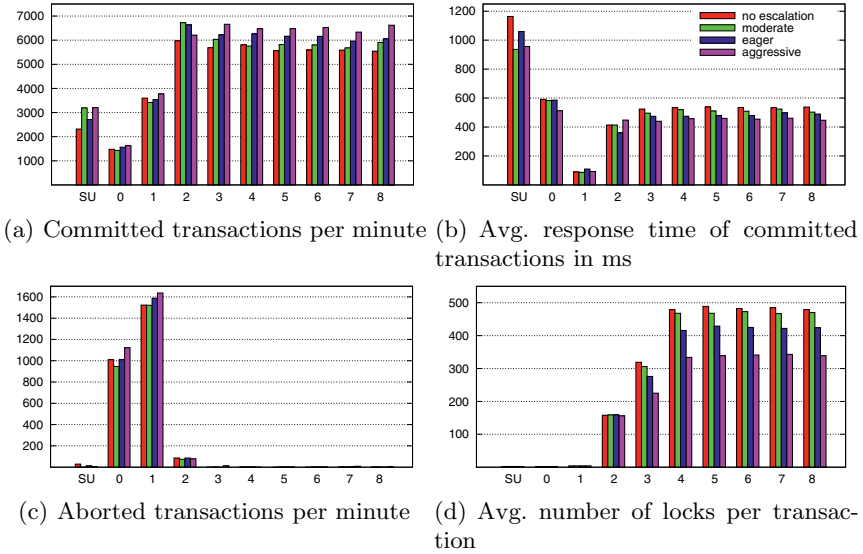 7000
6000
5000
4000
3000
2000
1000
SU 0 1 2 3 4 5 6 7 8
(a) Committed transactions per minute
1200
1000
800
600
400
200
no escalation
moderate
eager
aggressive
SU 0 1 2 3 4 5 6 7 8
(b) Avg. response time of committed
transactions in ms
1600
1400
1200
1000
800
600
400
200
SU 0 1 2 3 4 5 6 7 8
(c) Aborted transactions per minute
500
400
300
200
100
SU 0 1 2 3 4 5 6 7 8
(d) Avg. number of locks per transac-
tion